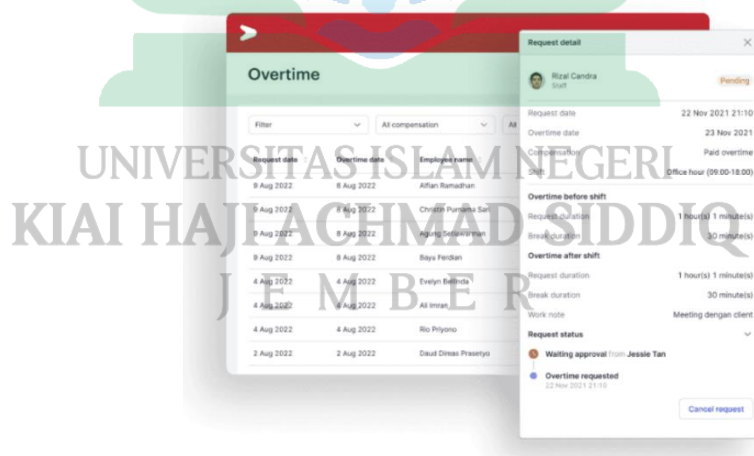 Overtime
Filter
All compensation
All
Request date
Overtime date
Employee name
9 Aug 2022
8 Aug 2022
Alfian Ramadhan
9 Aug 2022
8 Aug 2022
Christin Purnama Sari
9 Aug 2022
8 Aug 2022
Agung Setiawarman
9 Aug 2022
8 Aug 2022
Bayu Ferdian
4 Aug 2022
4 Aug 2022
Evelyn Belinda
4 Aug 2022
4 Aug 2022
Ali Imran
4 Aug 2022
4 Aug 2022
Rio Priyono
2 Aug 2022
2 Aug 2022
Daud Dimas Prasetyo
Request detail
Rizal Candra
Staff
Pending
Request date
22 Nov 2021 21:10
Overtime date
23 Nov 2021
Compensation
Paid overtime
Shift
Office hour (09:00-18:00)
Overtime before shift
Request duration
1 hour(s) 1 minute(s)
Break duration
30 minute(s)
Overtime after shift
Request duration
1 hour(s) 1 minute(s)
Break duration
30 minute(s)
Work note
Meeting dengan client
Request status
Waiting approval from Jessie Tan
Overtime requested
22 Nov 2021 21:10
Cancel request
UNIVERSITAS ISLAM NEGERI
KIAI HAJI ACHMAD SIDDIQ
JEMBER